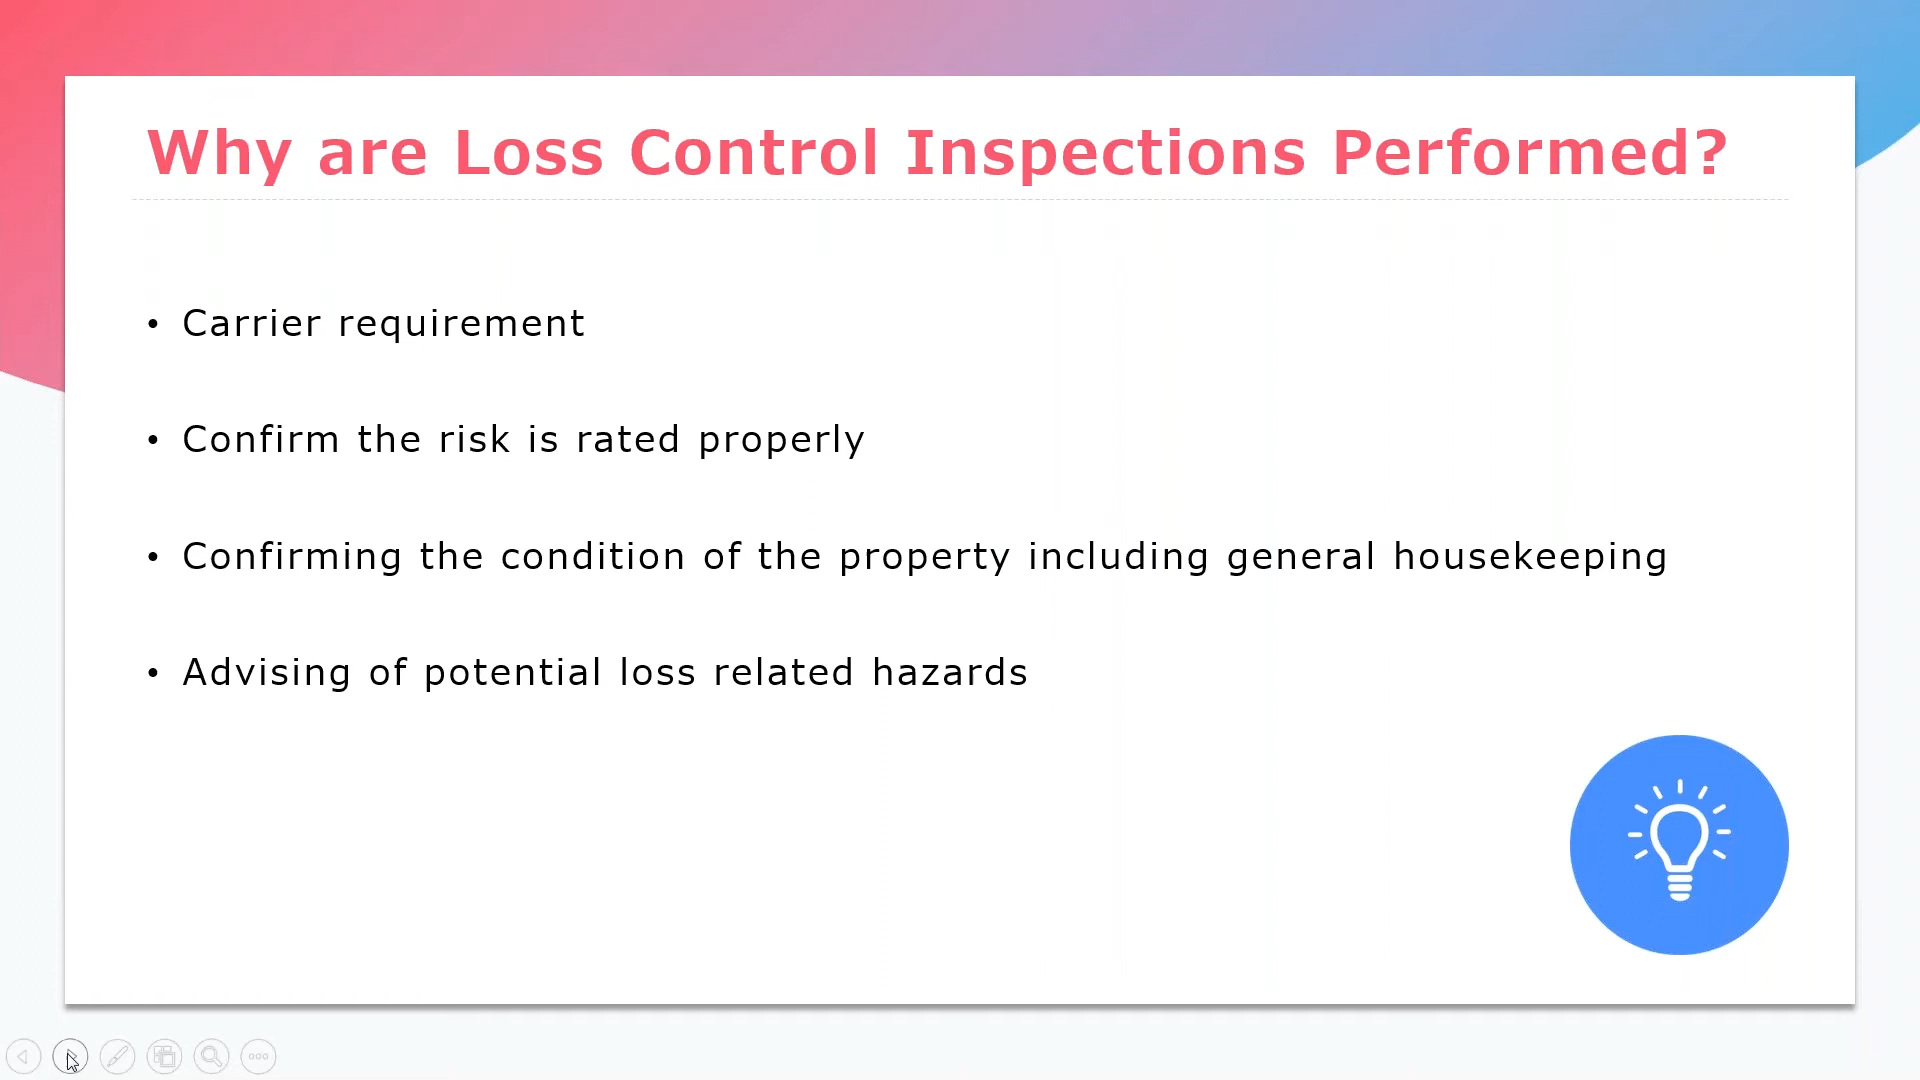 Why are Loss Control Inspections Performed?
• Carrier requirement
• Confirm the risk is rated properly
• Confirming the condition of the property including general housekeeping
• Advising of potential loss related hazards